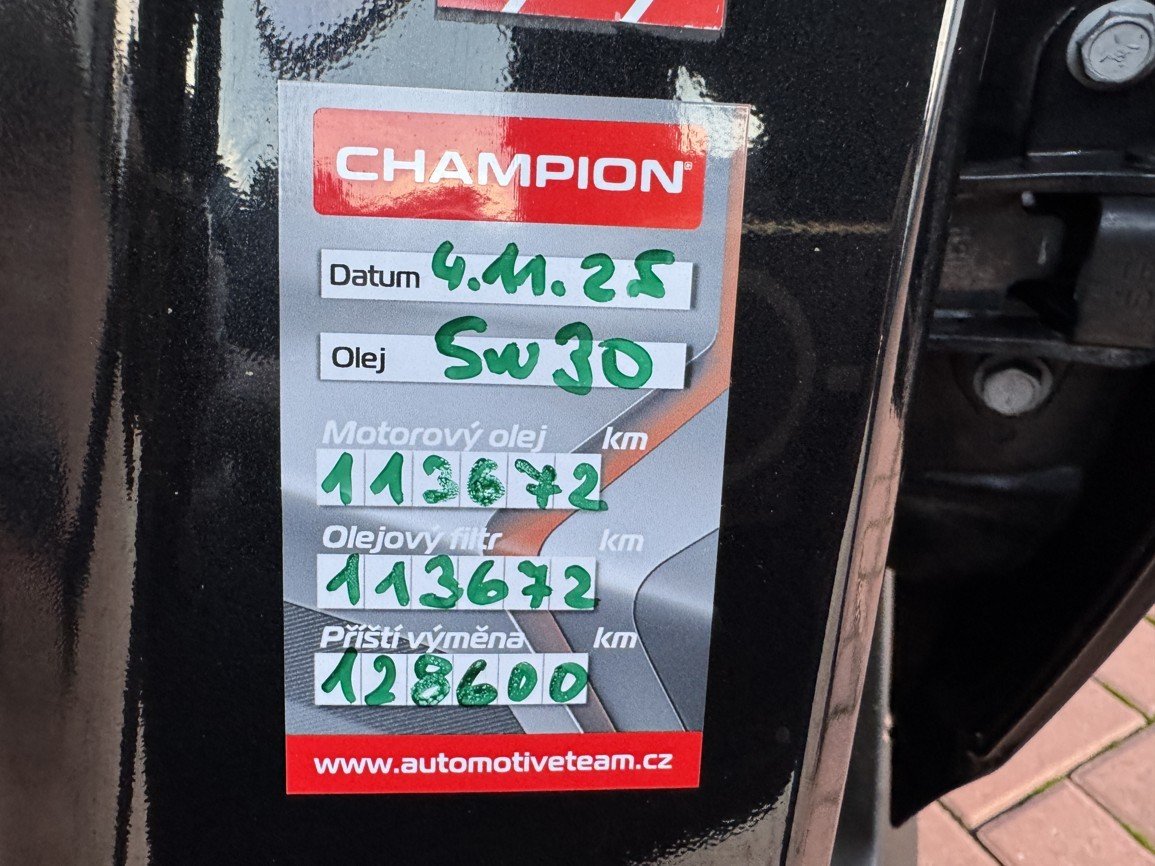 CHAMPION®
Datum 4.11.25
Olej 5W30
Motorový olej km
113672
Olejový filtr km
113672
Příští výměna km
128600
www.automotiveteam.cz